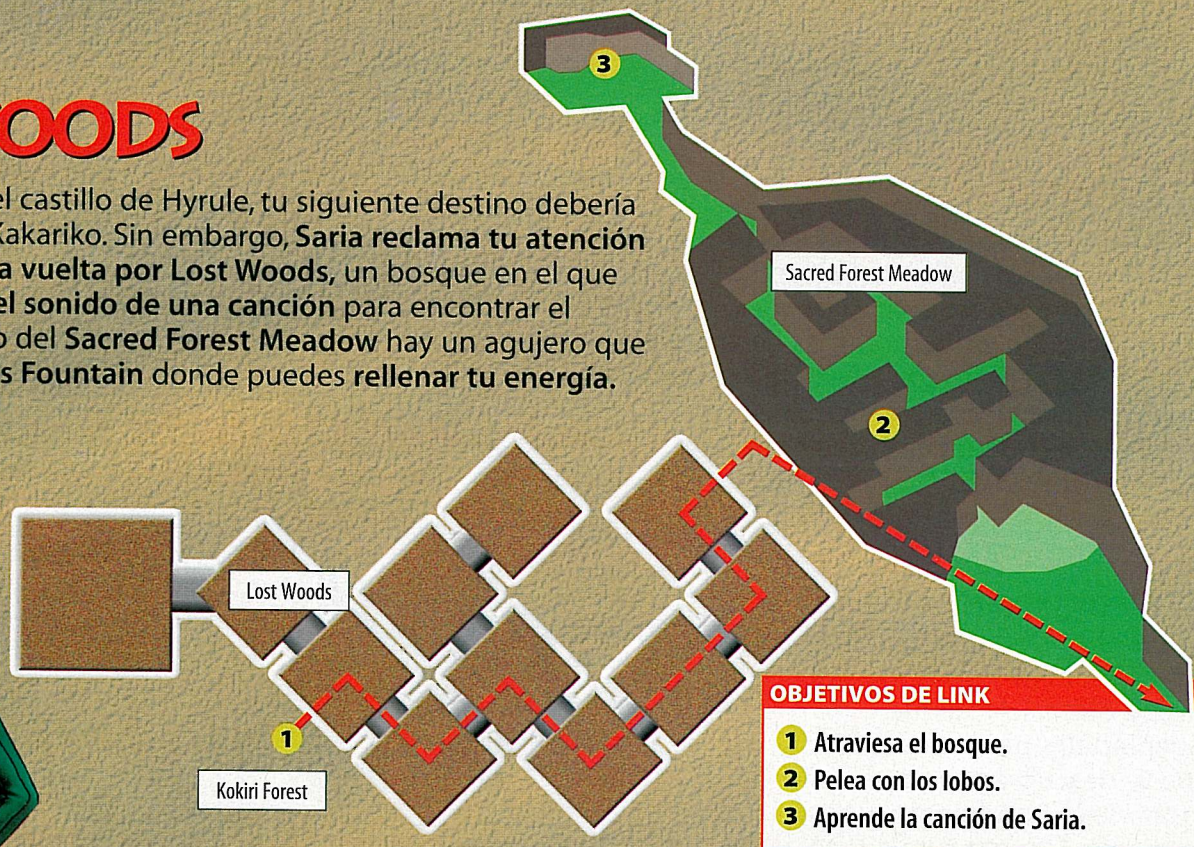 OODS
el castillo de Hyrule, tu siguiente destino debería
Kakariko. Sin embargo, Saria reclama tu atención
a vuelta por Lost Woods, un bosque en el que
el sonido de una canción para encontrar el
o del Sacred Forest Meadow hay un agujero que
s Fountain donde puedes rellenar tu energía.
3
Sacred Forest Meadow
2
Lost Woods
1
Kokiri Forest
OBJETIVOS DE LINK
1 Atraviesa el bosque.
2 Pelea con los lobos.
3 Aprende la canción de Saria.